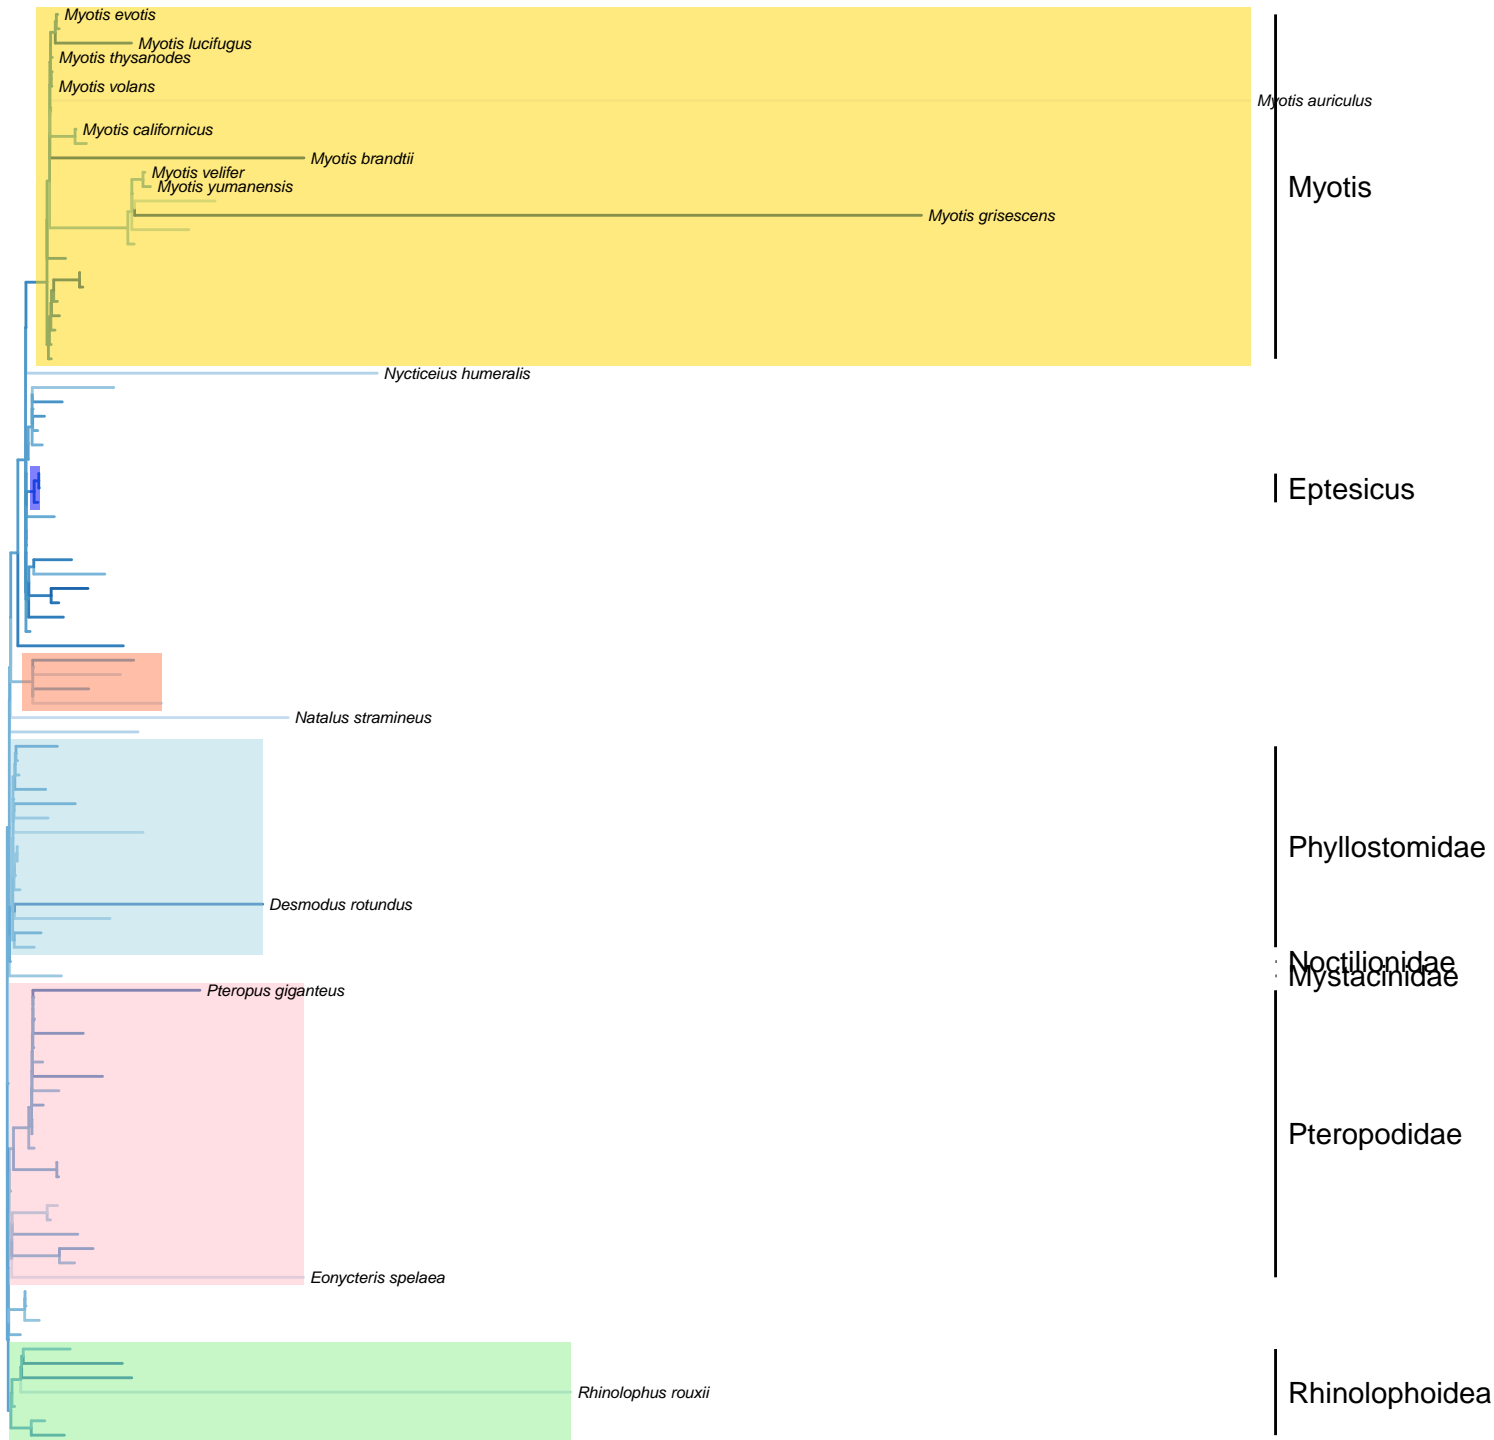 Myotis evotis
Myotis lucifugus
Myotis thysanodes
Myotis volans
Myotis auriculus
Myotis californicus
Myotis brandtii
Myotis velifer
Myotis yumanensis
Myotis
Myotis grisescens
Nycticeius humeralis
Eptesicus
Natalus stramineus
Phyllostomidae
Desmodus rotundus
Noctilionidae
Mystacinidae
Pteropus giganteus
Pteropodidae
Eonycteris spelaea
Rhinolophus rouxii
Rhinolophoidea